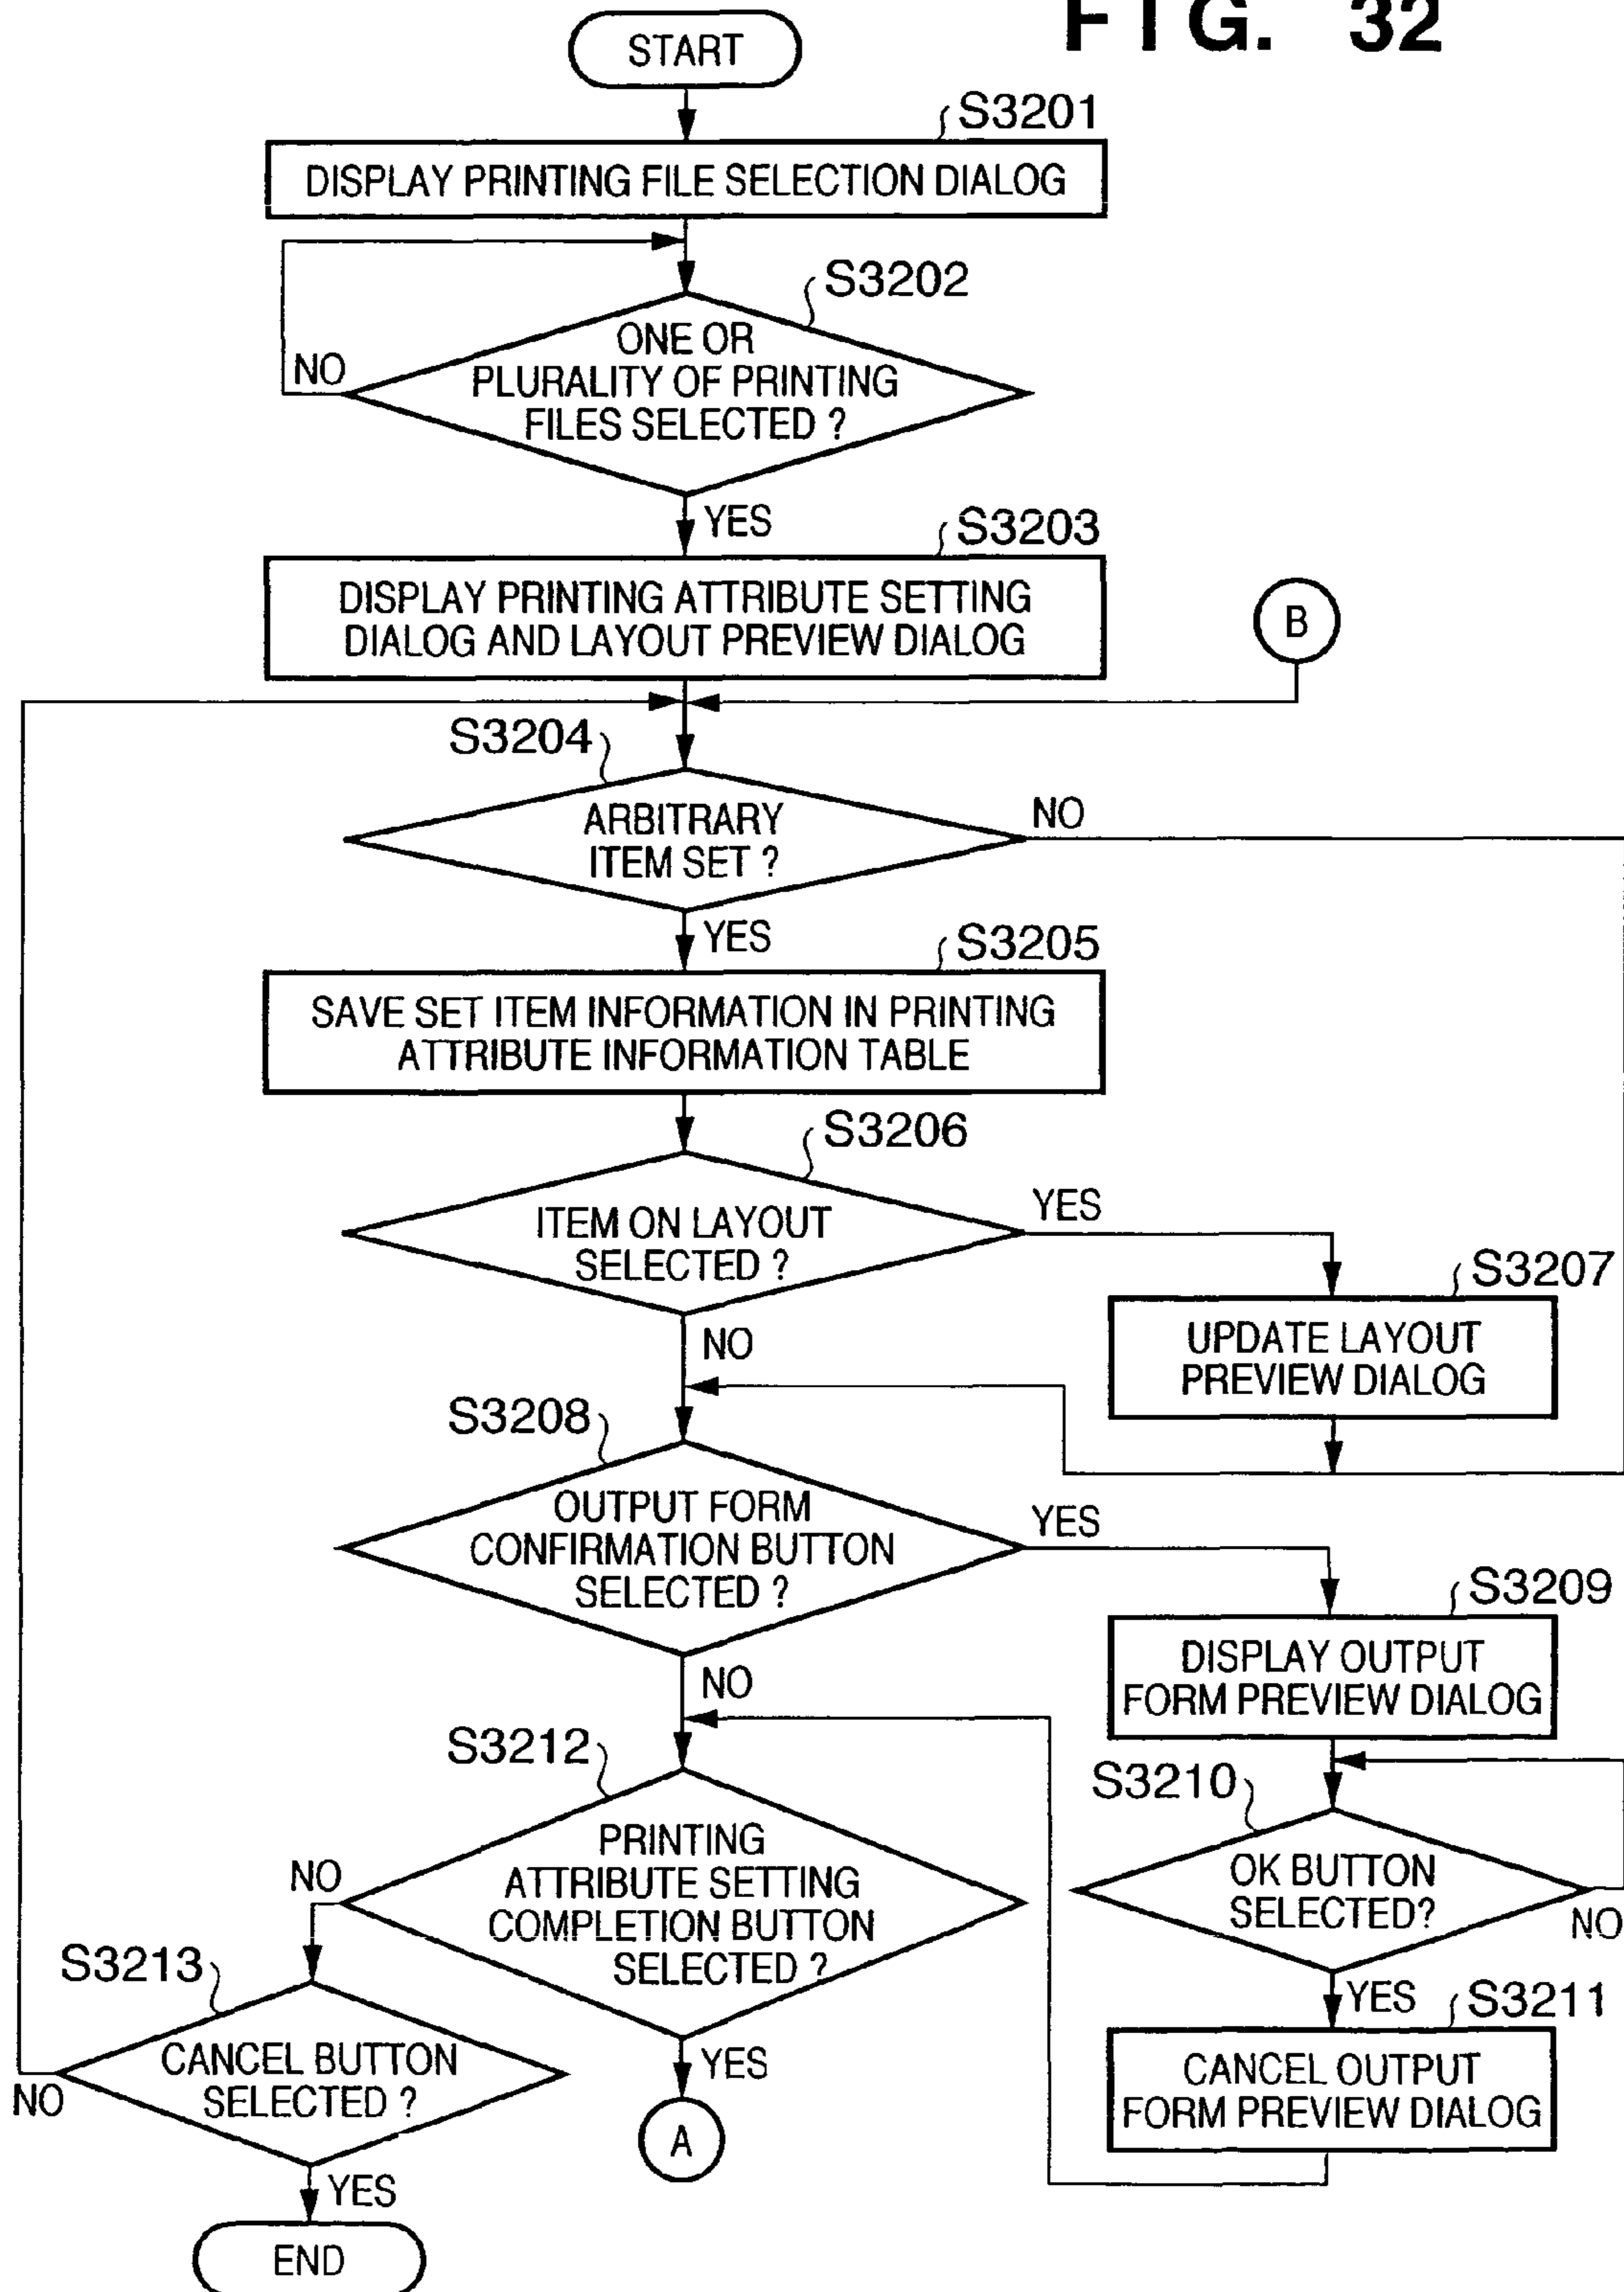 FIG. 32
START
S3201
DISPLAY PRINTING FILE SELECTION DIALOG
S3202
ONE OR
PLURALITY OF PRINTING
FILES SELECTED ?
NO
YES
S3203
DISPLAY PRINTING ATTRIBUTE SETTING
DIALOG AND LAYOUT PREVIEW DIALOG
B
S3204
ARBITRARY
ITEM SET ?
NO
YES
S3205
SAVE SET ITEM INFORMATION IN PRINTING
ATTRIBUTE INFORMATION TABLE
S3206
ITEM ON LAYOUT
SELECTED ?
YES
S3207
UPDATE LAYOUT
PREVIEW DIALOG
NO
S3208
OUTPUT FORM
CONFIRMATION BUTTON
SELECTED ?
YES
S3209
DISPLAY OUTPUT
FORM PREVIEW DIALOG
NO
S3210
OK BUTTON
SELECTED?
NO
YES
S3211
CANCEL OUTPUT
FORM PREVIEW DIALOG
S3212
PRINTING
ATTRIBUTE SETTING
COMPLETION BUTTON
SELECTED ?
NO
YES
A
S3213
CANCEL BUTTON
SELECTED ?
NO
YES
END